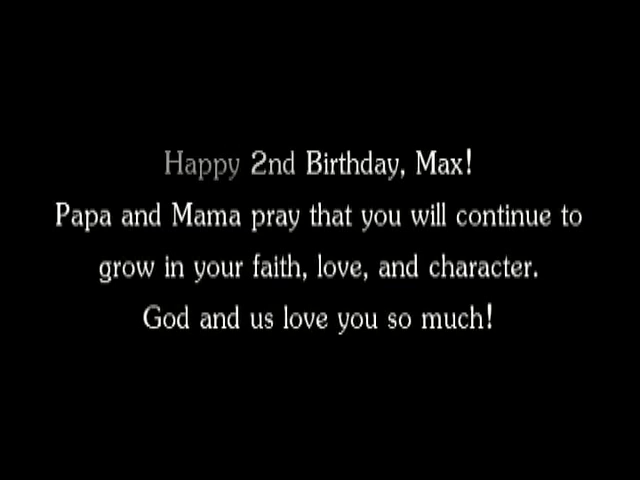 Happy 2nd Birthday, Max!
Papa and Mama pray that you will continue to
grow in your faith, love, and character.
God and us love you so much!